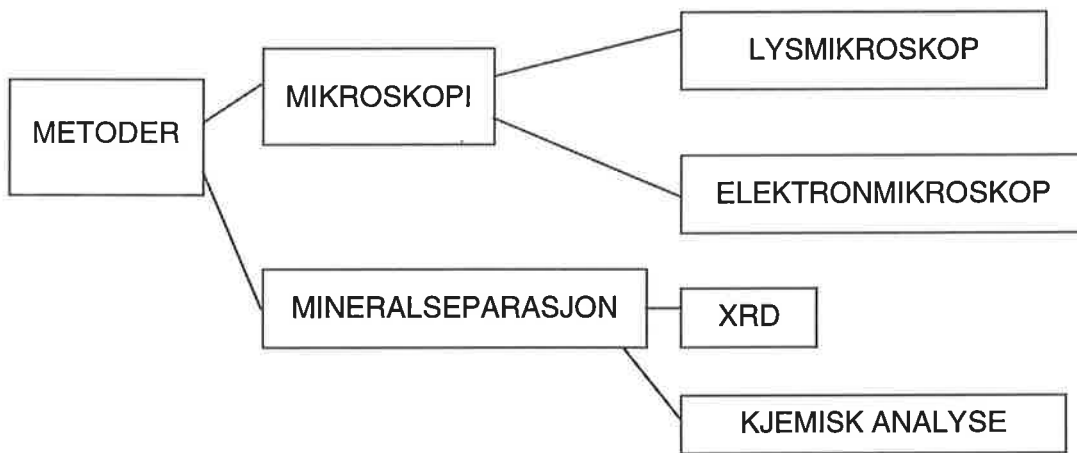 METODER
MIKROSKOPI
LYSMIKROSKOP
ELEKTRONMIKROSKOP
MINERALSEPARASJON
XRD
KJEMISK ANALYSE